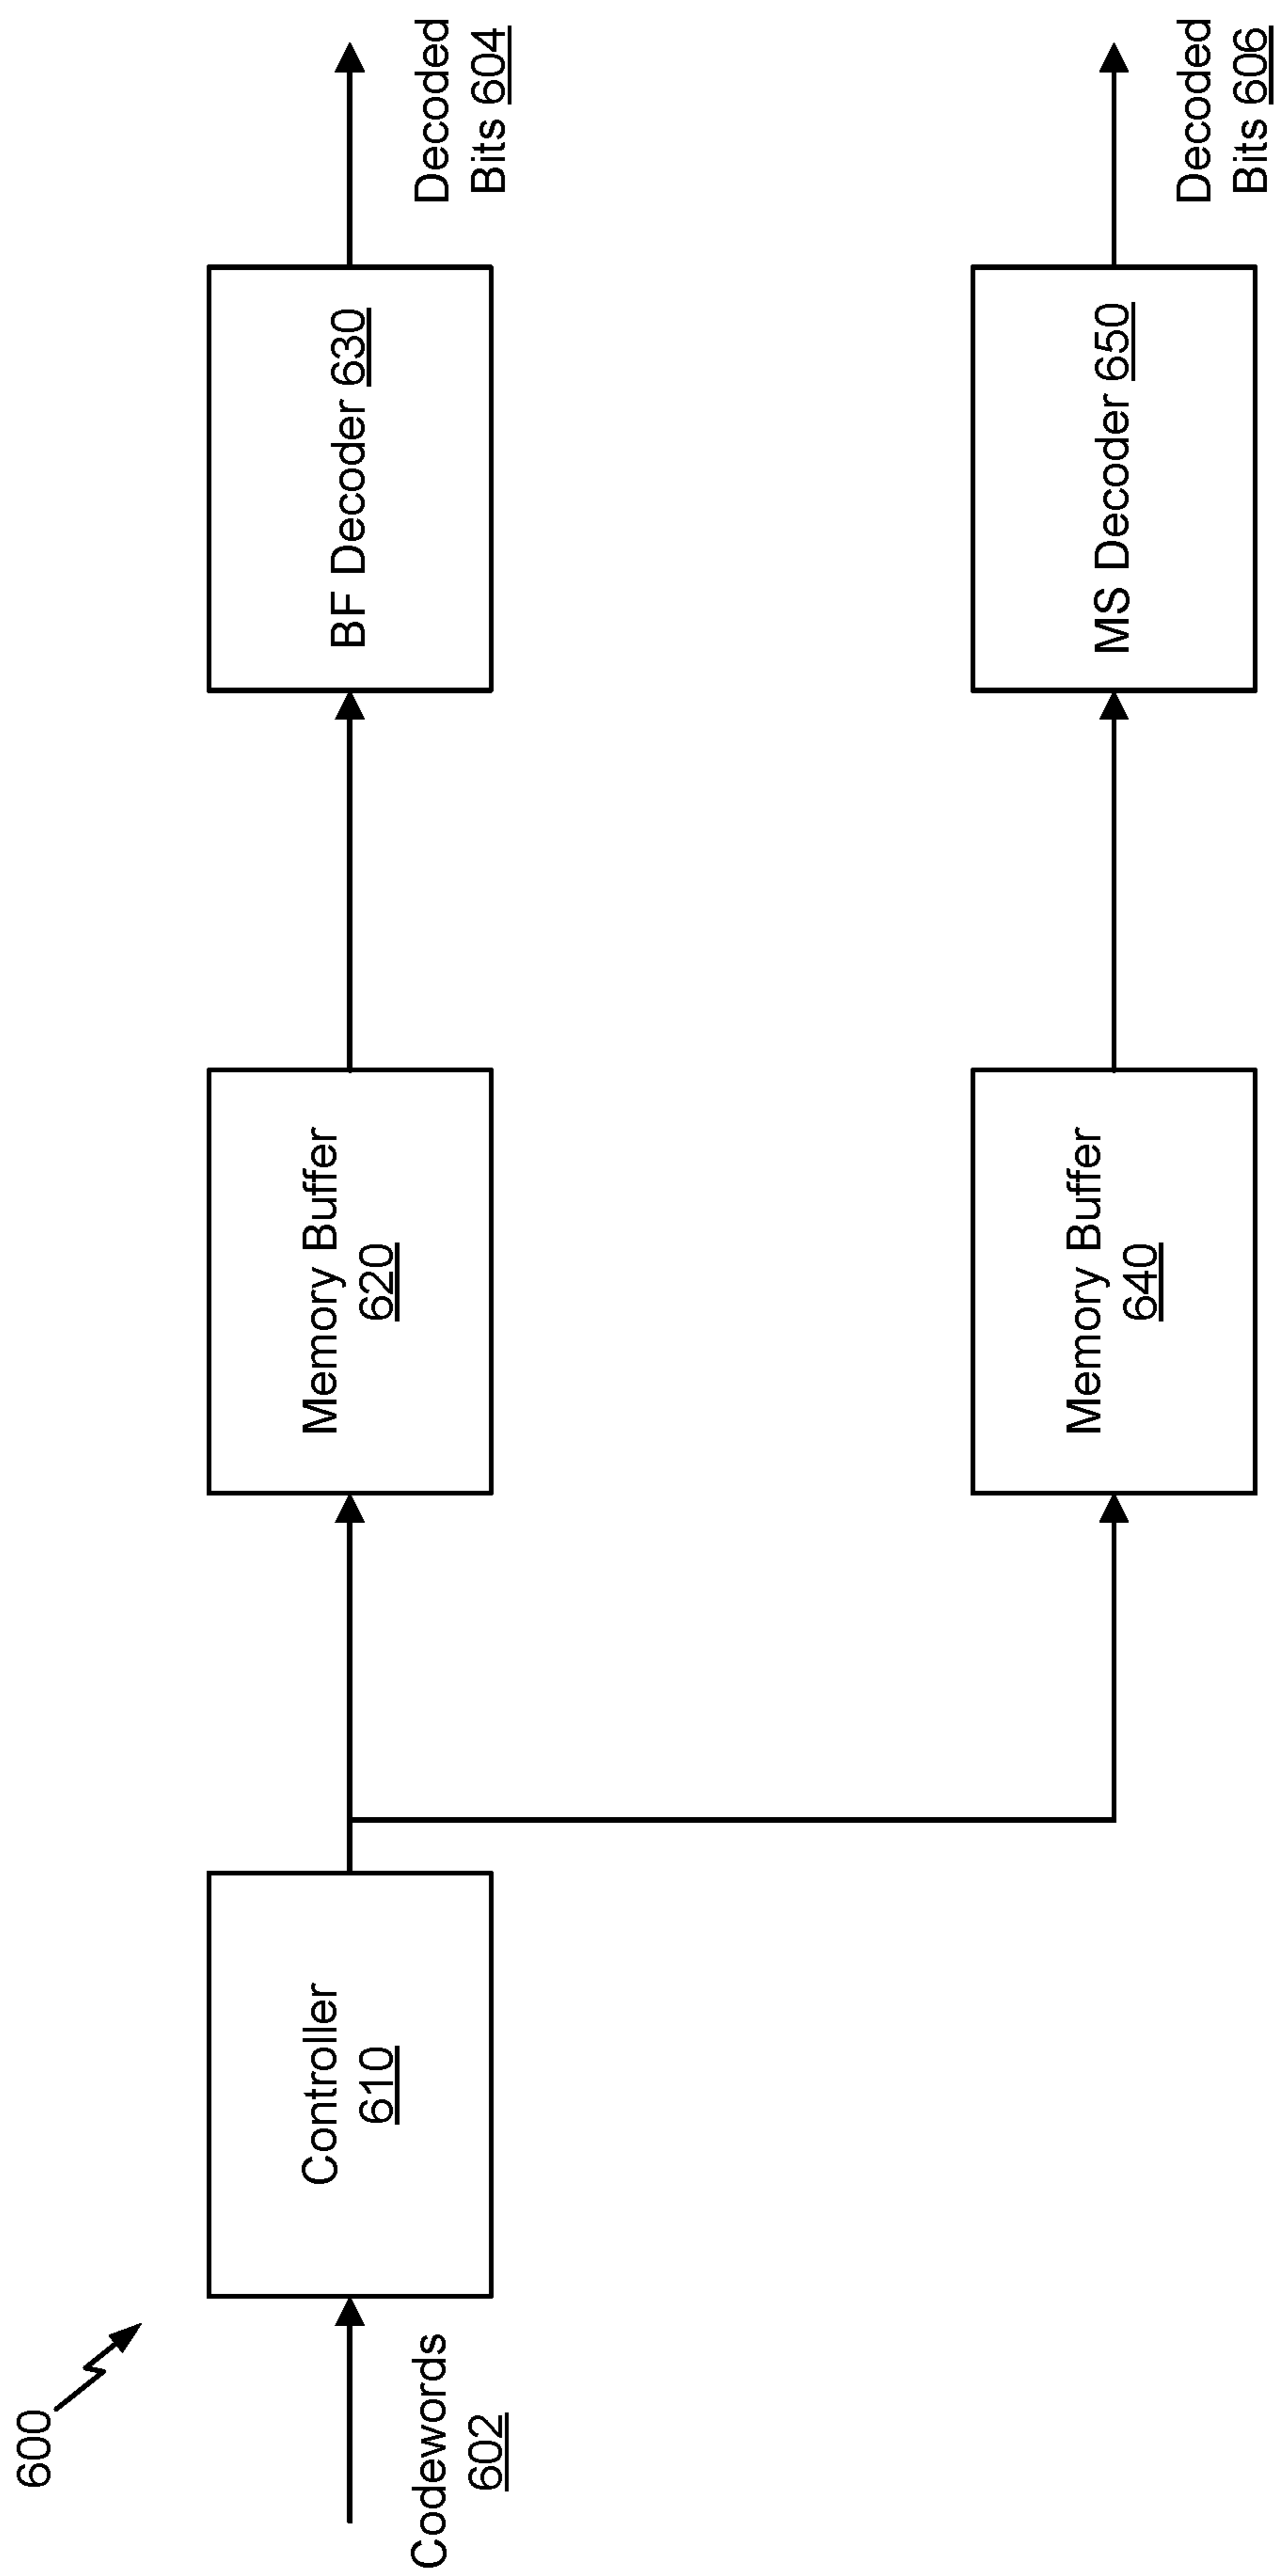 600
Codewords
602
Controller
610
Memory Buffer
620
BF Decoder 630
Decoded
Bits 604
Memory Buffer
640
MS Decoder 650
Decoded
Bits 606